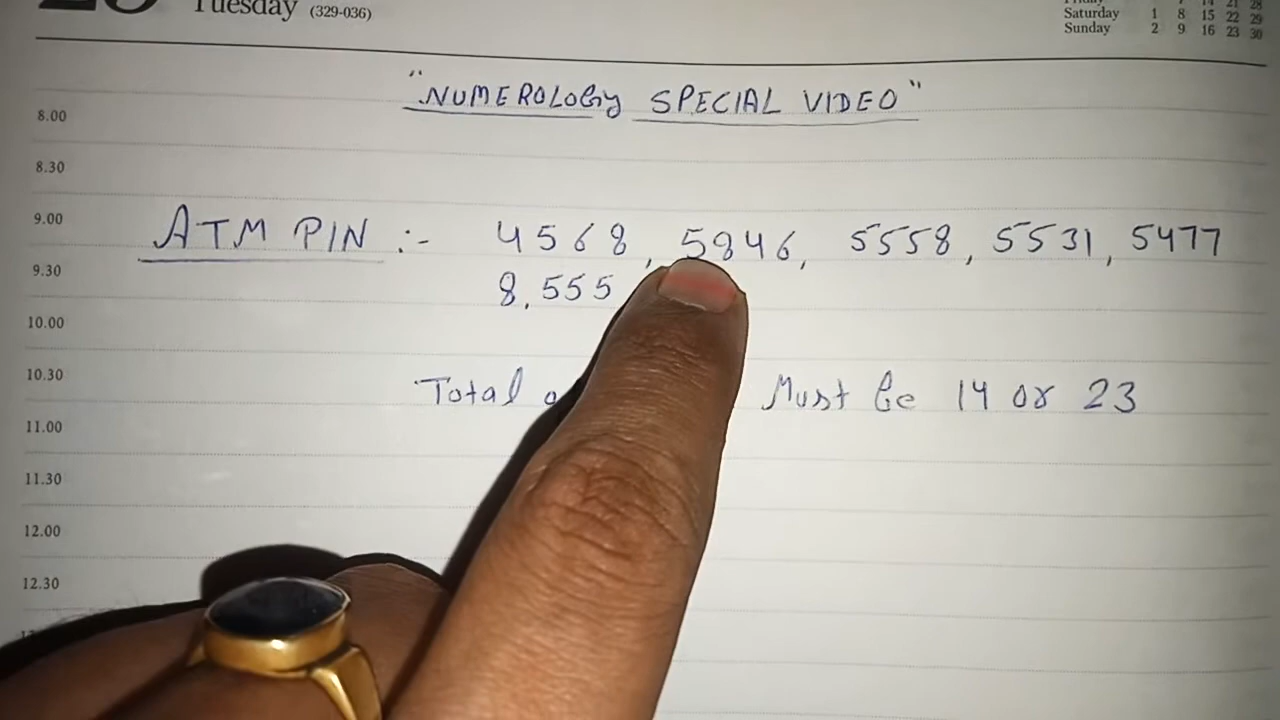 Tuesday (329-036)
Saturday 1 8 15 22 29
Sunday 2 9 16 23 30
"NUMEROLOGY SPECIAL VIDEO"
8.00
8.30
9.00
ATM PIN :- 4568, 5846, 5558, 5531, 5477
9.30
8,555
10.00
10.30
Total Must be 14 or 23
11.00
11.30
12.00
12.30